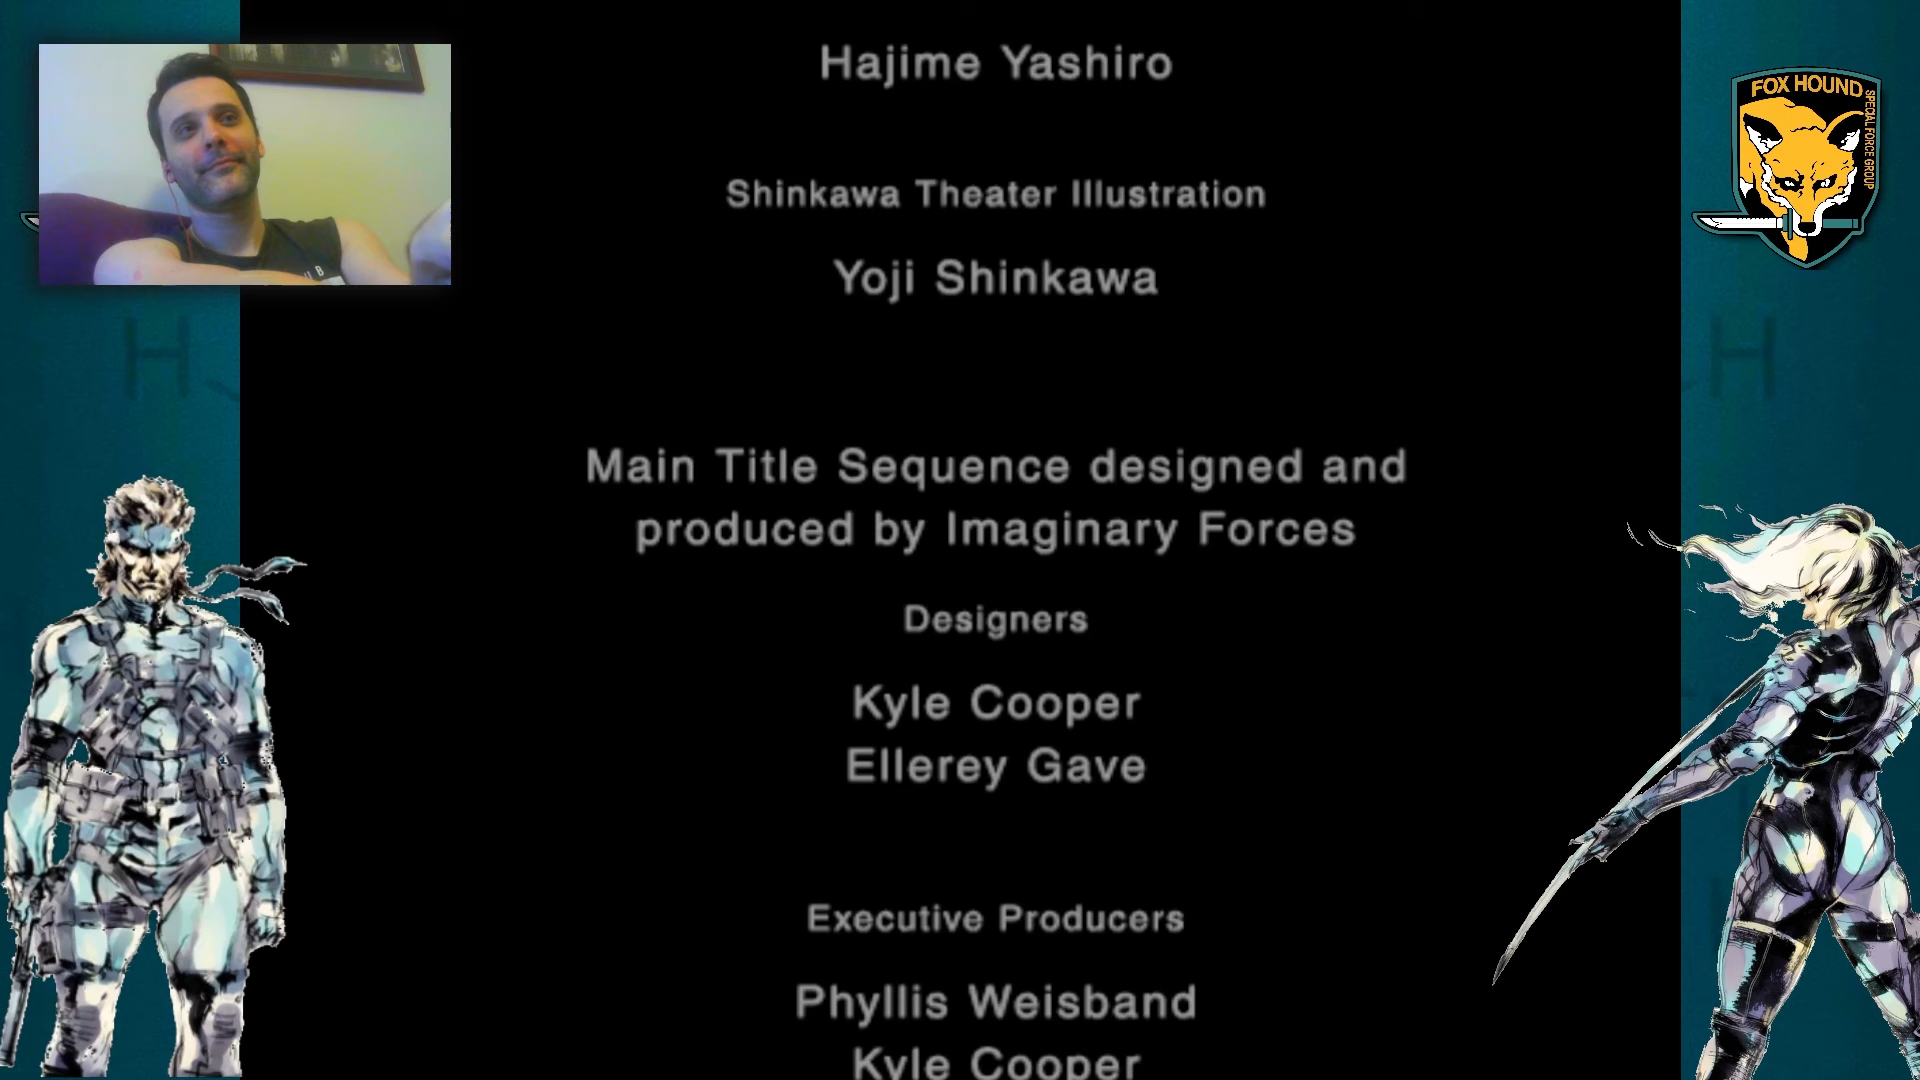 Hajime Yashiro
FOX HOUND
SPECIAL FORCE GROUP
Shinkawa Theater Illustration
Yoji Shinkawa
Main Title Sequence designed and
produced by Imaginary Forces
Designers
Kyle Cooper
Ellerey Gave
Executive Producers
Phyllis Weisband
Kyle Cooper